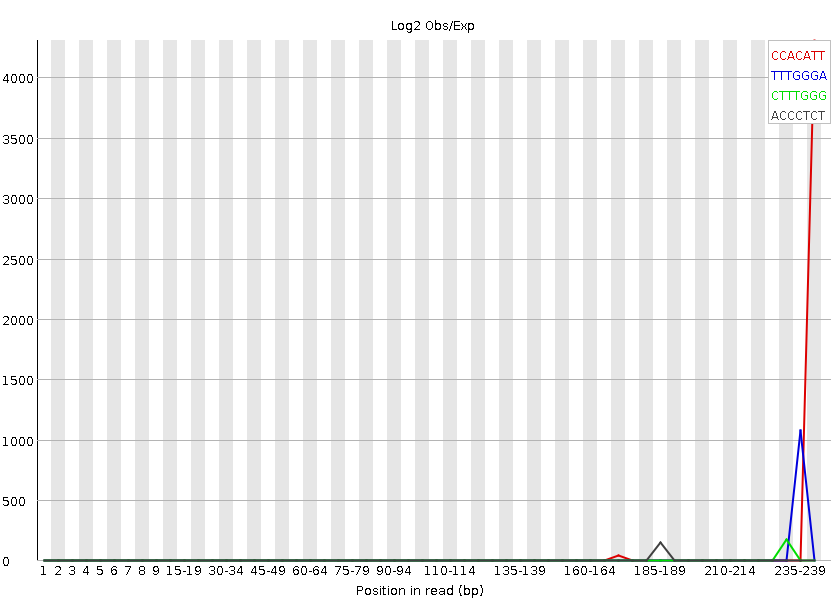 Log2 Obs/Exp
CCACATT
TTTGGGA
CTTTGGG
ACCCTCT
4000
3500
3000
2500
2000
1500
1000
500
0
1 2 3 4 5 6 7 8 9 15-19 30-34 45-49 60-64 75-79 90-94 110-114 135-139 160-164 185-189 210-214 235-239
Position in read (bp)